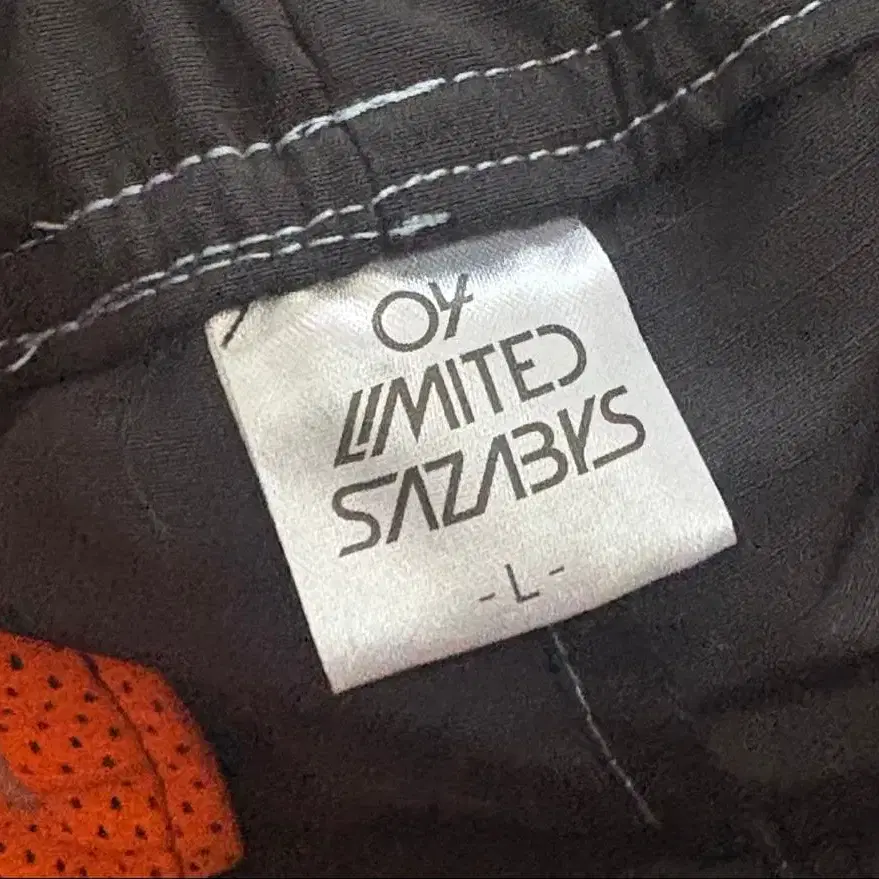 04
LIMITED
SAZABYS
-L-